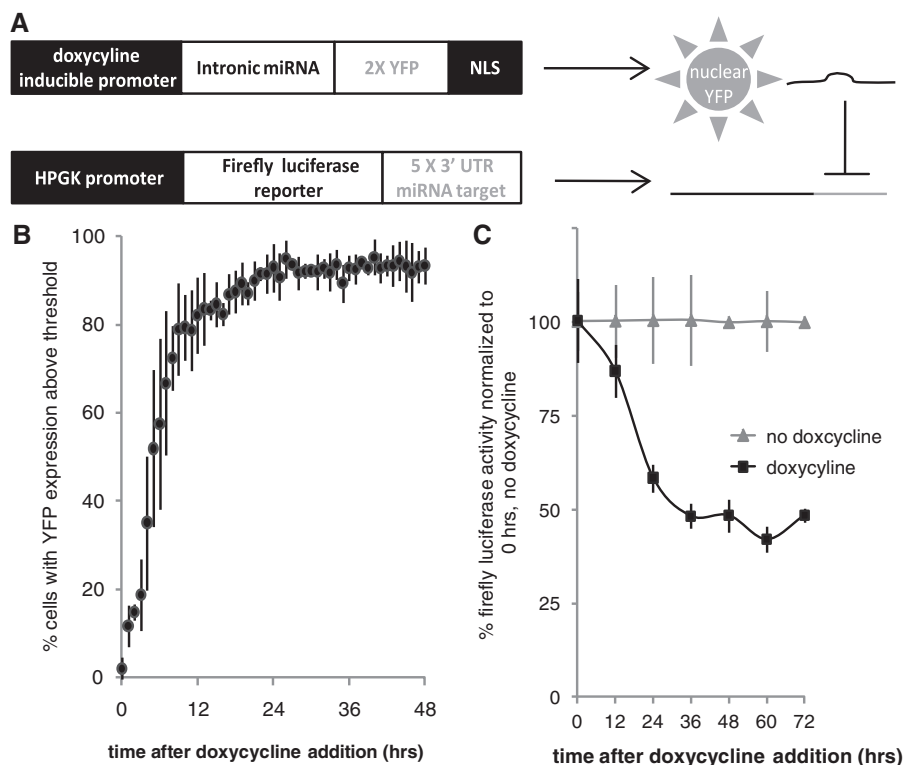 A
doxycycline
inducible promoter
Intronic miRNA
2X YFP
NLS
nuclear
YFP
HPGK promoter
Firefly luciferase
reporter
5 X 3' UTR
miRNA target
B
% cells with YFP expression above threshold
100
80
60
40
20
0
0 12 24 36 48
time after doxycycline addition (hrs)
C
% firefly luciferase activity normalized to
0 hrs, no doxycycline
100
75
50
25
0
no doxcycline
doxycyline
0 12 24 36 48 60 72
time after doxycycline addition (hrs)